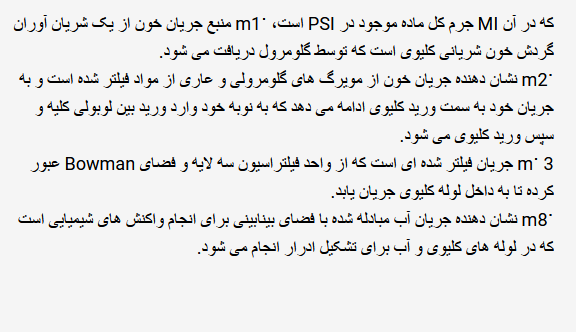 که در آن MI جرم کل ماده موجود در PSI است، m1˙ منبع جریان خون از یک شریان آوران
گردش خون شریانی کلیوی است که توسط گلومرول دریافت می شود.
m2˙ نشان دهنده جریان خون از مویرگ های گلومرولی و عاری از مواد فیلتر شده است و به
جریان خود به سمت ورید کلیوی ادامه می دهد که به نوبه خود وارد ورید بین لوبولی کلیه و
سپس ورید کلیوی می شود.
m˙ 3 جریان فیلتر شده ای است که از واحد فیلتراسیون سه لایه و فضای Bowman عبور
کرده تا به داخل لوله کلیوی جریان یابد.
m8˙ نشان دهنده جریان آب مبادله شده با فضای بینابینی برای انجام واکنش های شیمیایی است
که در لوله های کلیوی و آب برای تشکیل ادرار انجام می شود.